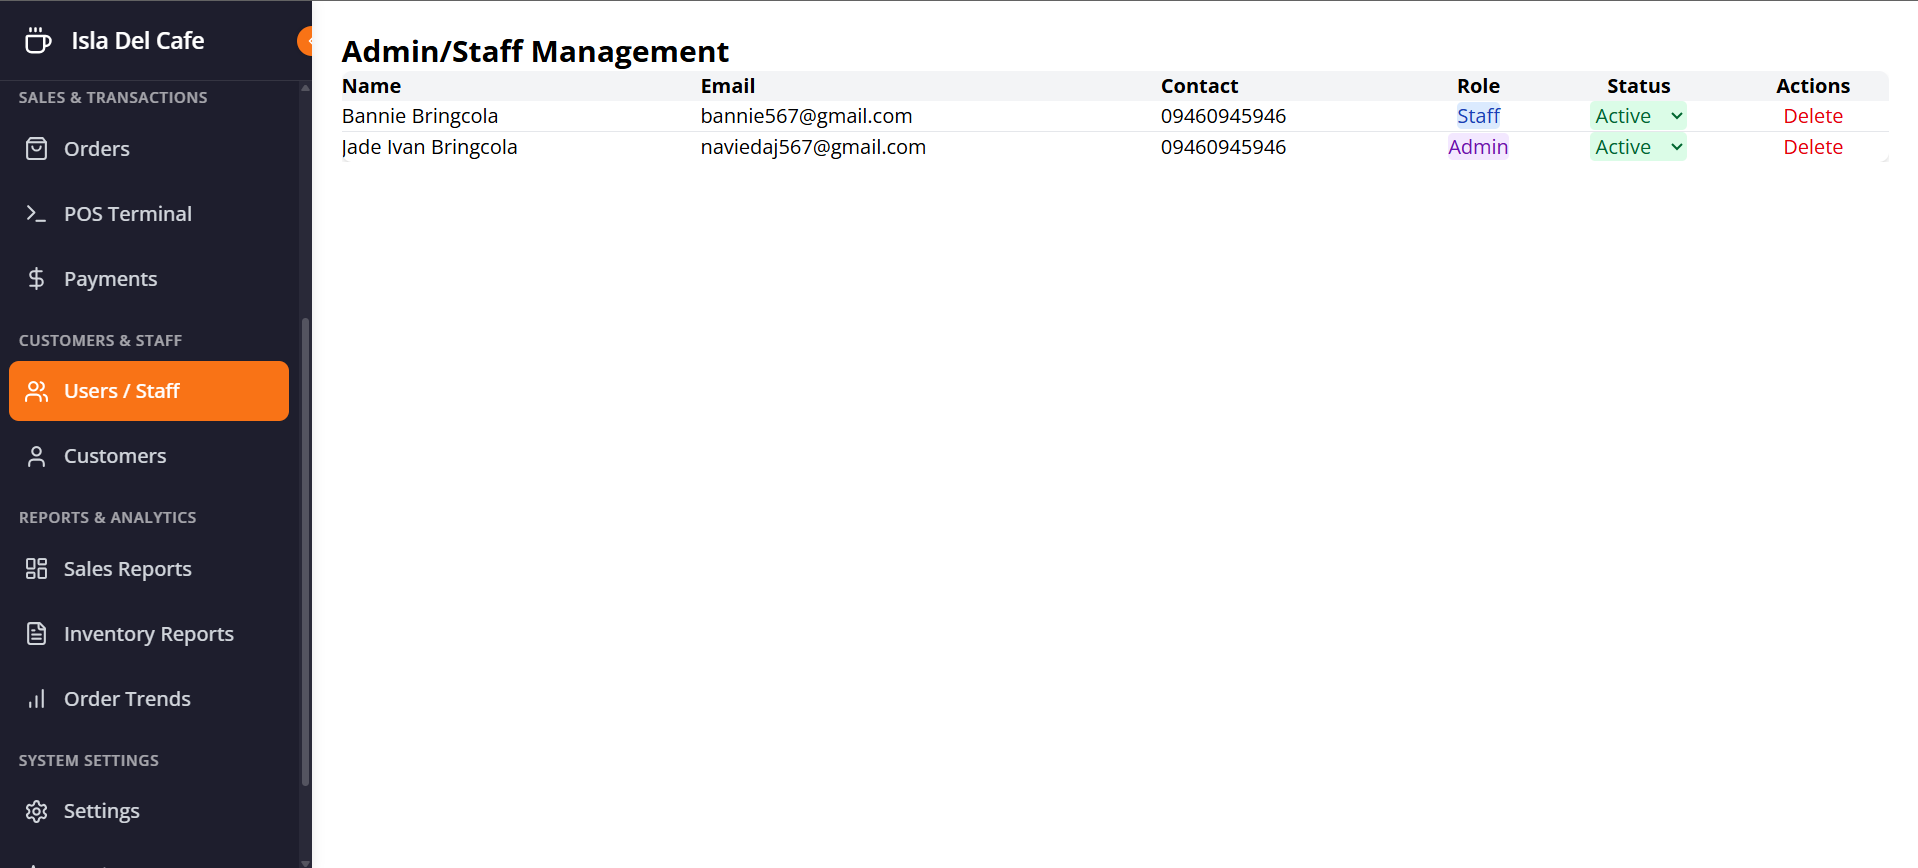 Isla Del Cafe
SALES & TRANSACTIONS
Orders
POS Terminal
Payments
CUSTOMERS & STAFF
Users / Staff
Customers
REPORTS & ANALYTICS
Sales Reports
Inventory Reports
Order Trends
SYSTEM SETTINGS
Settings
Admin/Staff Management
Name Email Contact Role Status Actions
Bannie Bringcola bannie567@gmail.com 09460945946 Staff Active Delete
Jade Ivan Bringcola naviedaj567@gmail.com 09460945946 Admin Active Delete